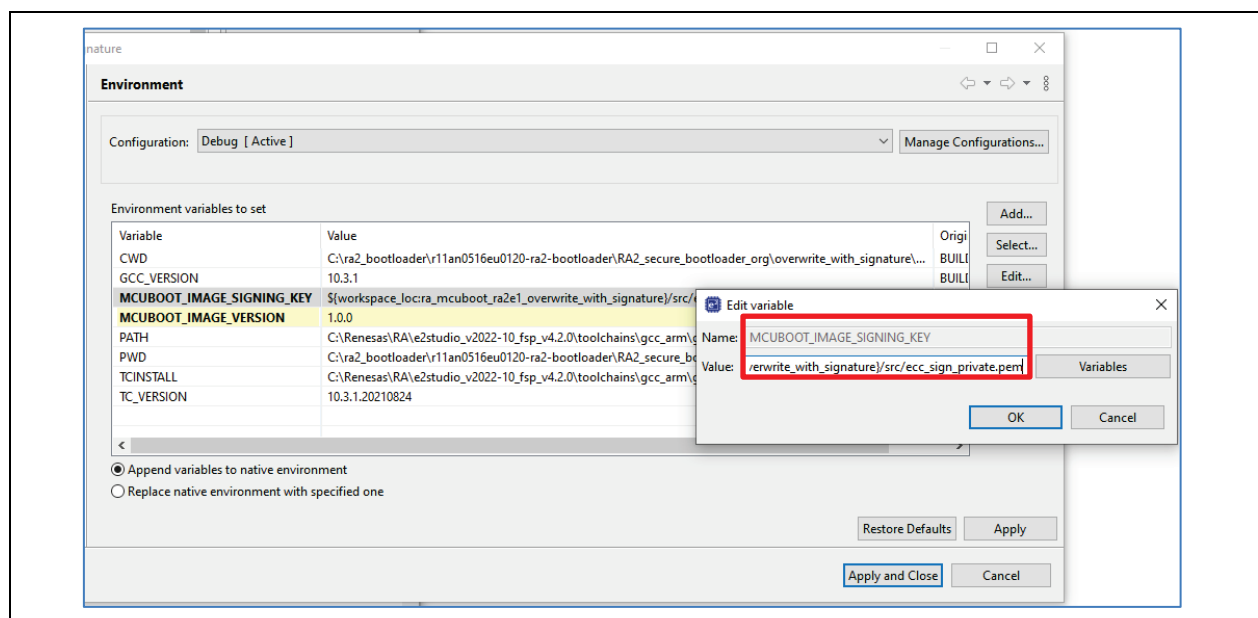 nature
Environment
Configuration: Debug [ Active ] Manage Configurations...
Environment variables to set
Add...
Variable Value Origi
Select...
CWD C:\ra2_bootloader\r11an0516eu0120-ra2-bootloader\RA2_secure_bootloader_org\overwrite_with_signature\... BUILD
GCC_VERSION 10.3.1 BUILD
Edit...
MCUBOOT_IMAGE_SIGNING_KEY ${workspace_loc:ra_mcuboot_ra2e1_overwrite_with_signature}/src/e
MCUBOOT_IMAGE_VERSION 1.0.0
PATH C:\Renesas\RA\e2studio_v2022-10_fsp_v4.2.0\toolchains\gcc_arm\g
PWD C:\ra2_bootloader\r11an0516eu0120-ra2-bootloader\RA2_secure_bo
TCINSTALL C:\Renesas\RA\e2studio_v2022-10_fsp_v4.2.0\toolchains\gcc_arm\g
TC_VERSION 10.3.1.20210824
Edit variable
Name: MCUBOOT_IMAGE_SIGNING_KEY
Value: verwrite_with_signature}/src/ecc_sign_private.pem Variables
OK Cancel
Append variables to native environment
Replace native environment with specified one
Restore Defaults Apply
Apply and Close Cancel